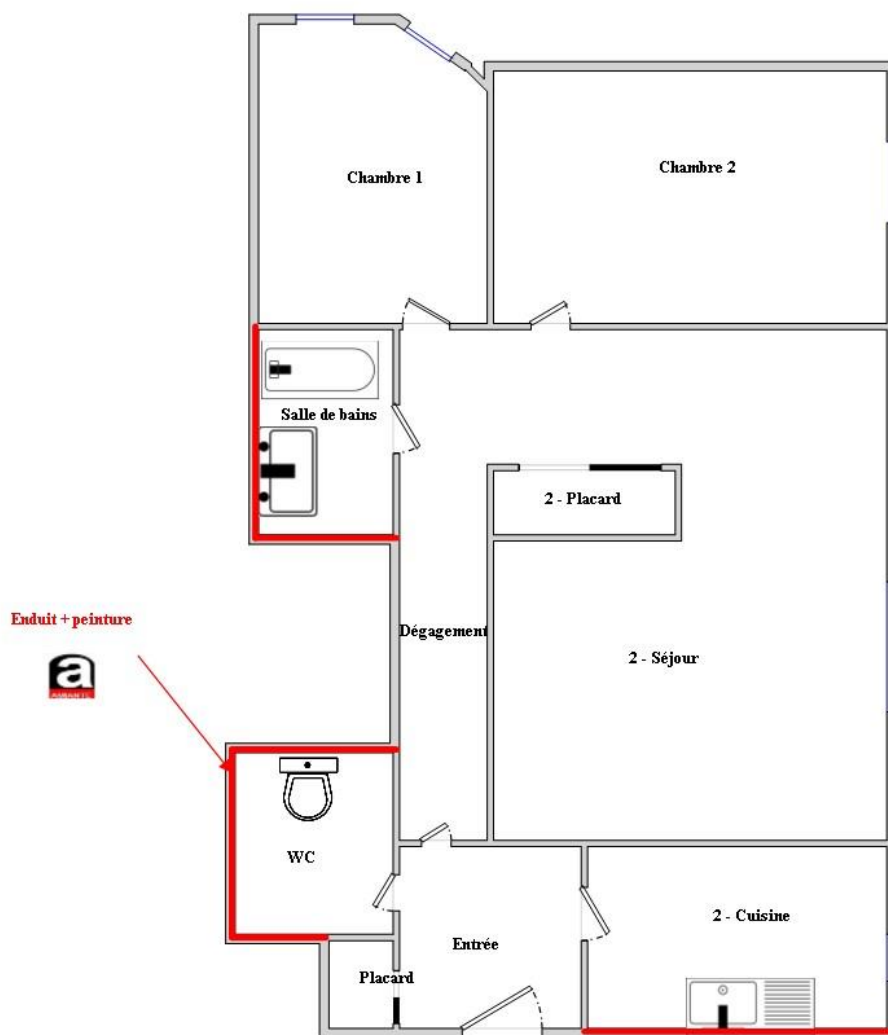 Chambre 1
Chambre 2
Salle de bains
2 - Placard
Enduit + peinture
a
AMIANTE
Dégagement
2 - Séjour
WC
2 - Cuisine
Entrée
Placard